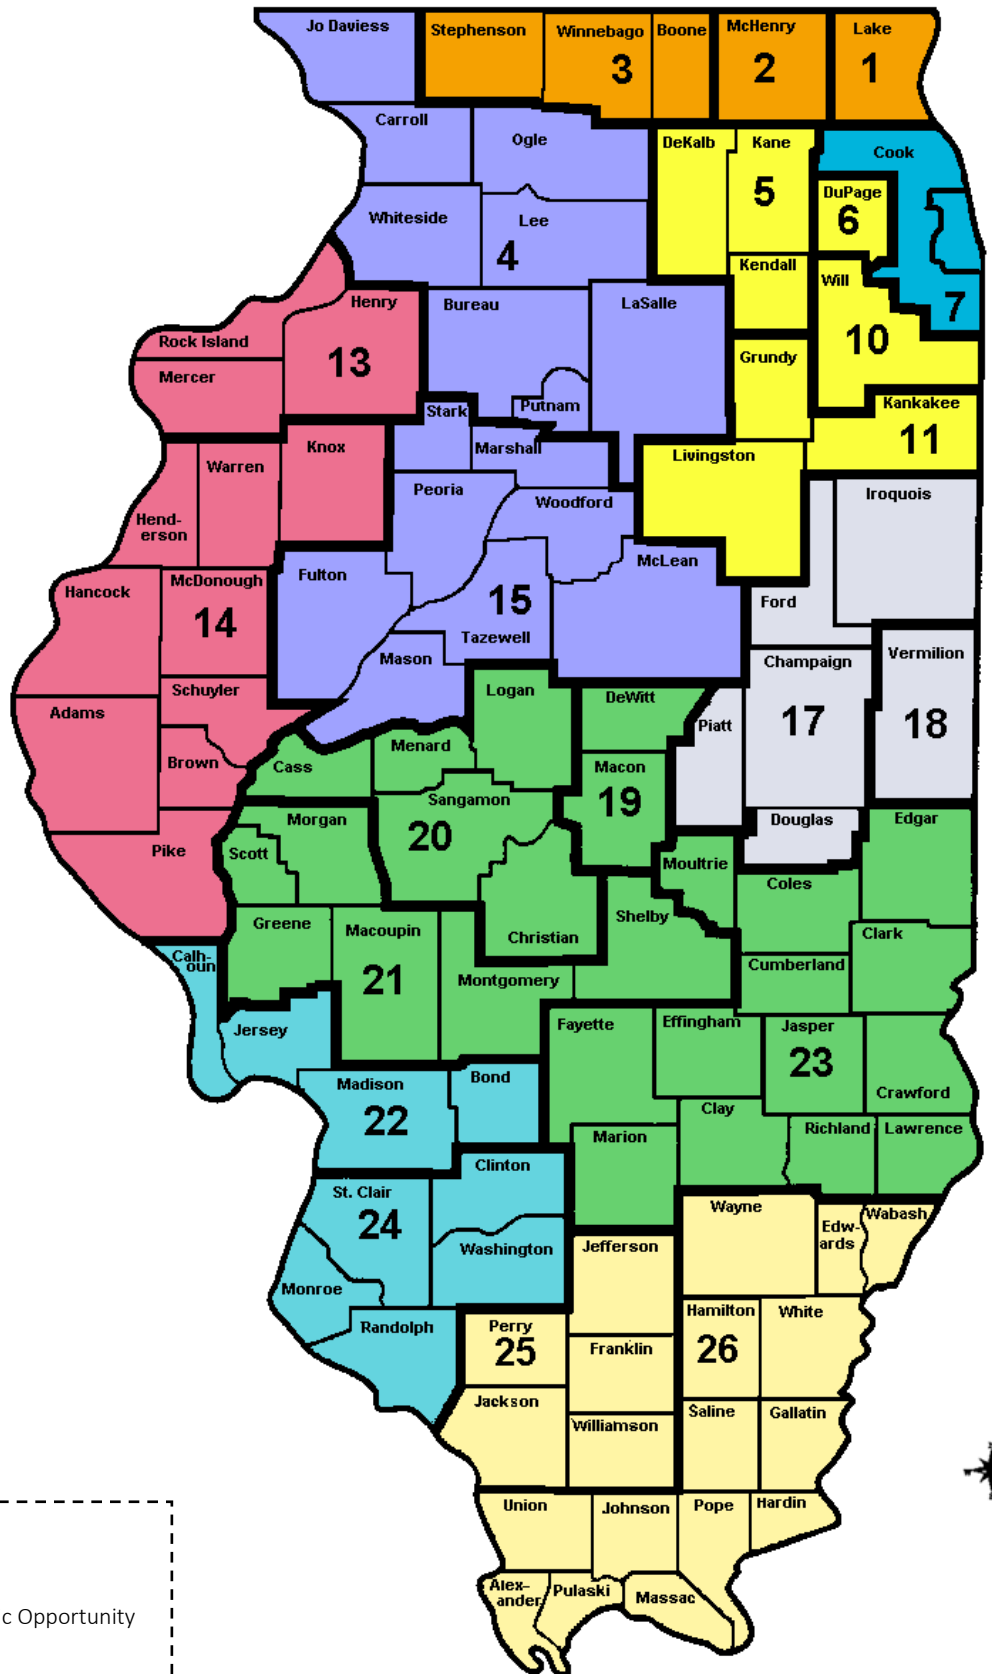 Jo Daviess
Stephenson
Winnebago
Boone
McHenry
Lake
3
2
1
Carroll
Ogle
DeKalb
Kane
Cook
5
DuPage
6
Whiteside
Lee
4
Kendall
Will
7
Henry
Bureau
LaSalle
Rock Island
13
10
Mercer
Grundy
Putnam
Stark
Kankakee
11
Knox
Marshall
Warren
Livingston
Peoria
Woodford
Iroquois
Hend-
erson
Fulton
McLean
McDonough
Hancock
14
15
Ford
Tazewell
Mason
Champaign
Vermilion
Schuyler
Logan
DeWitt
Adams
Piatt
17
18
Menard
Brown
Cass
Macon
19
Sangamon
20
Morgan
Douglas
Edgar
Pike
Scott
Moultrie
Coles
Shelby
Greene
Macoupin
Christian
Clark
Calh-
oun
Cumberland
21
Montgomery
Jersey
Fayette
Effingham
Jasper
23
Madison
Bond
Crawford
22
Clay
Marion
Richland
Lawrence
Clinton
St. Clair
24
Wayne
Edw-
ards
Wabash
Washington
Jefferson
Monroe
Randolph
Perry
25
Hamilton
White
26
Franklin
Jackson
Saline
Gallatin
Williamson
Union
Johnson
Pope
Hardin
Alex-
ander
Pulaski
Massac
c Opportunity